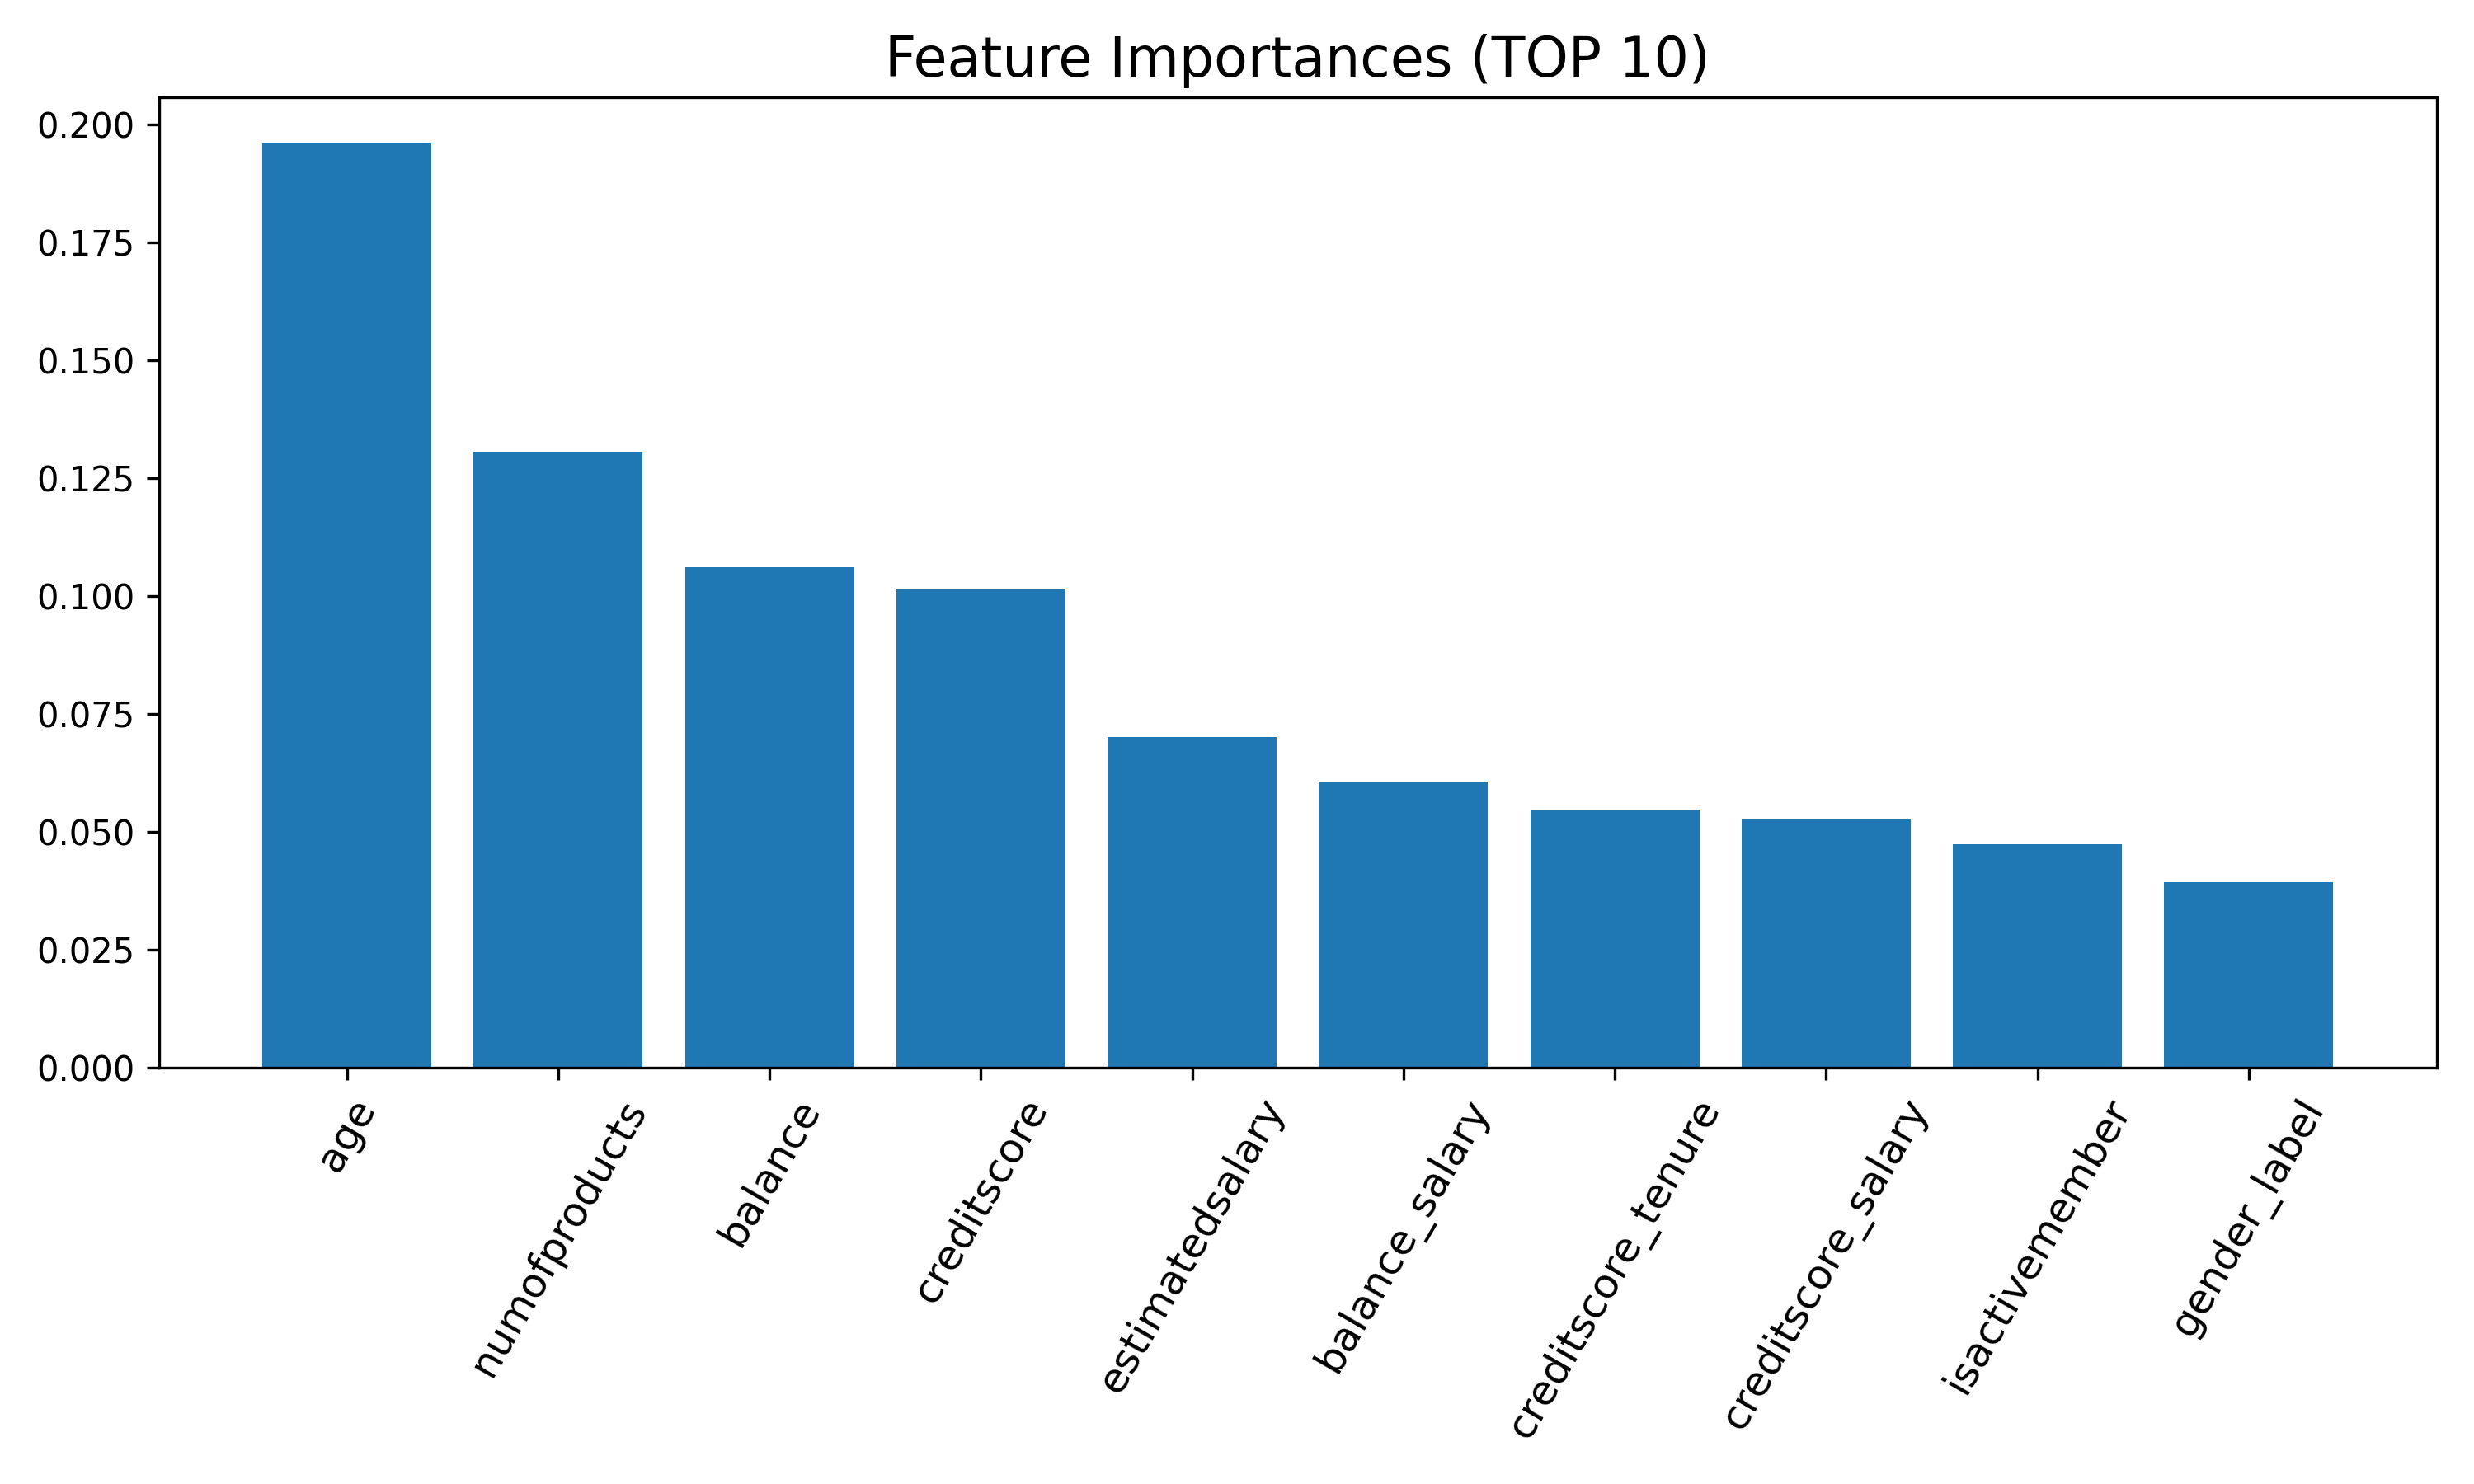 Feature Importances (TOP 10)
0.200
0.175
0.150
0.125
0.100
0.075
0.050
0.025
0.000
age
numofproducts
balance
creditscore
estimatedsalary
balance_salary
creditscore_tenure
creditscore_salary
isactivemember
gender_label